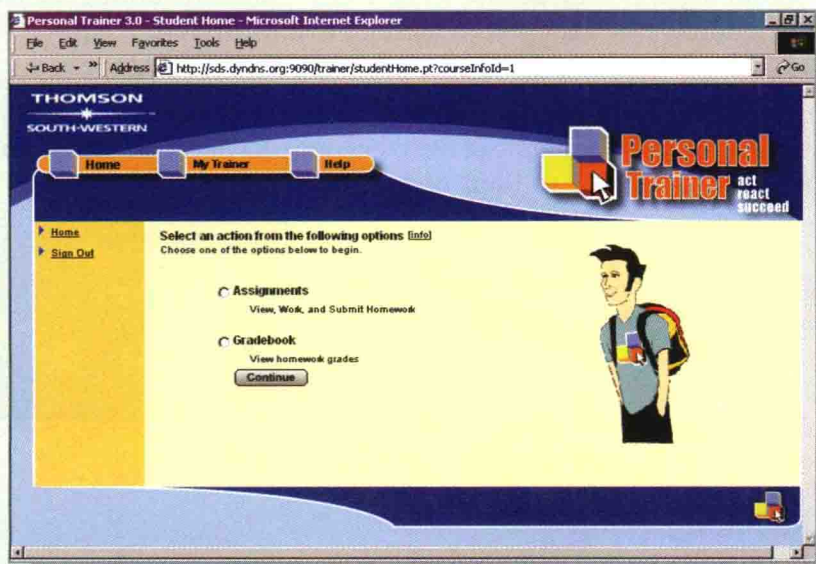 Personal Trainer 3.0 - Student Home - Microsoft Internet Explorer
File Edit View Favorites Tools Help
Back » Address http://sds.dyndns.org:9090/trainer/studentHome.pt?courseInfoId=1 Go
THOMSON
SOUTH-WESTERN
Home My Trainer Help
Personal
Trainer act
react
succeed
Home
Sign Out
Select an action from the following options [info]
Choose one of the options below to begin.
Assignments
View, Work, and Submit Homework
Gradebook
View homework grades
Continue